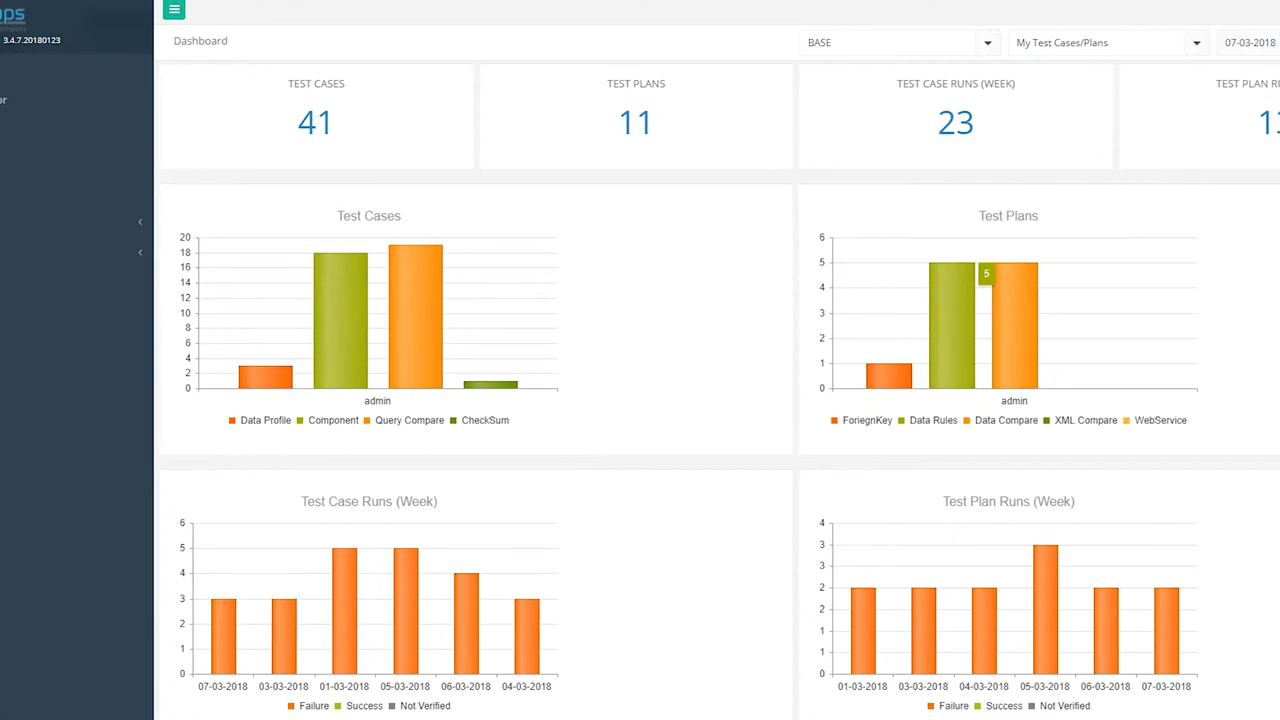 3.4.7.20180123
Dashboard
BASE
My Test Cases/Plans
07-03-2018
TEST CASES
41
TEST PLANS
11
TEST CASE RUNS (WEEK)
23
TEST PLAN
Test Cases
20
18
16
14
12
10
8
6
4
2
0
admin
Data Profile Component Query Compare CheckSum
Test Plans
6
5
4
3
2
1
0
5
admin
ForiegnKey Data Rules Data Compare XML Compare WebService
Test Case Runs (Week)
6
5
4
3
2
1
0
07-03-2018 03-03-2018 01-03-2018 05-03-2018 06-03-2018 04-03-2018
Failure Success Not Verified
Test Plan Runs (Week)
4
3
3
2
2
1
1
0
01-03-2018 03-03-2018 04-03-2018 05-03-2018 06-03-2018 07-03-2018
Failure Success Not Verified